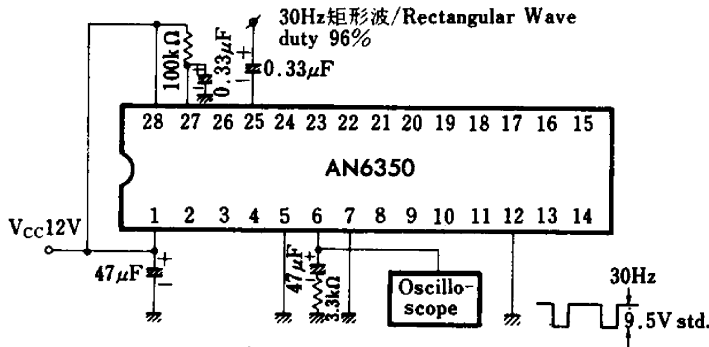 30Hz矩形波/Rectangular Wave
duty 96%
100kΩ
0.33μF
0.33μF
28 27 26 25 24 23 22 21 20 19 18 17 16 15
AN6350
1 2 3 4 5 6 7 8 9 10 11 12 13 14
VCC12V
47μF
47μF
3.3kΩ
Oscillo-
scope
30Hz
9.5V std.